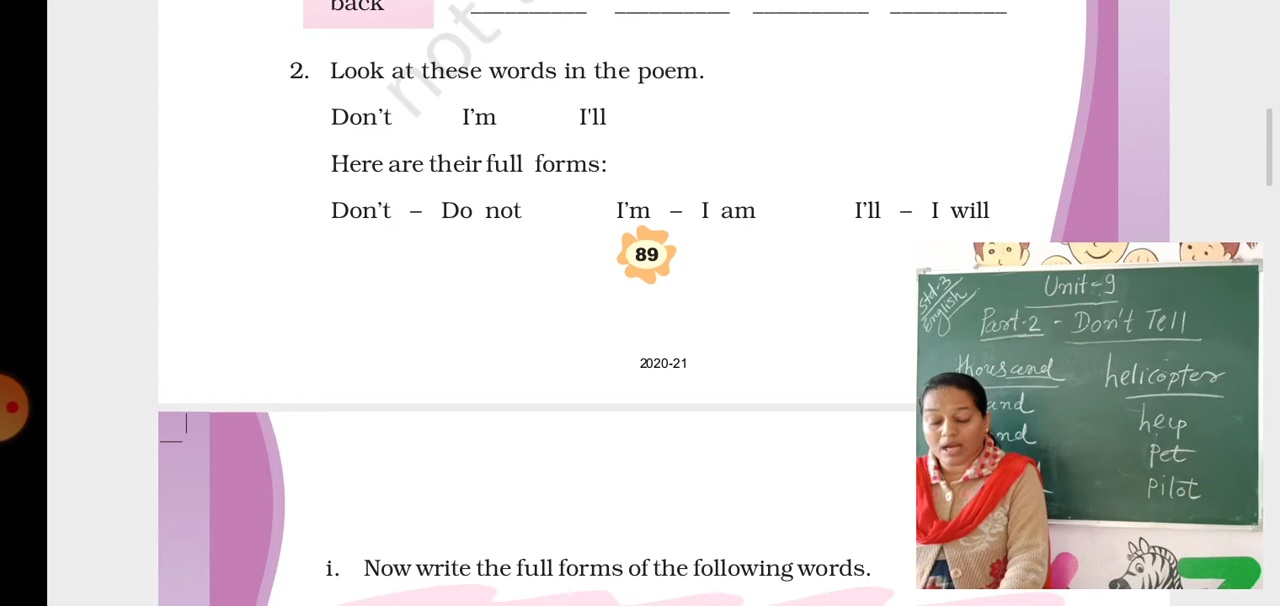 back
not
2. Look at these words in the poem.
Don't I'm I'll
Here are their full forms:
Don't – Do not I'm – I am I'll – I will
89
2020-21
i. Now write the full forms of the following words.
Std-3
English
Unit-9
Part-2 - Don't Tell
thousand helicopter
and help
Pet
Pilot